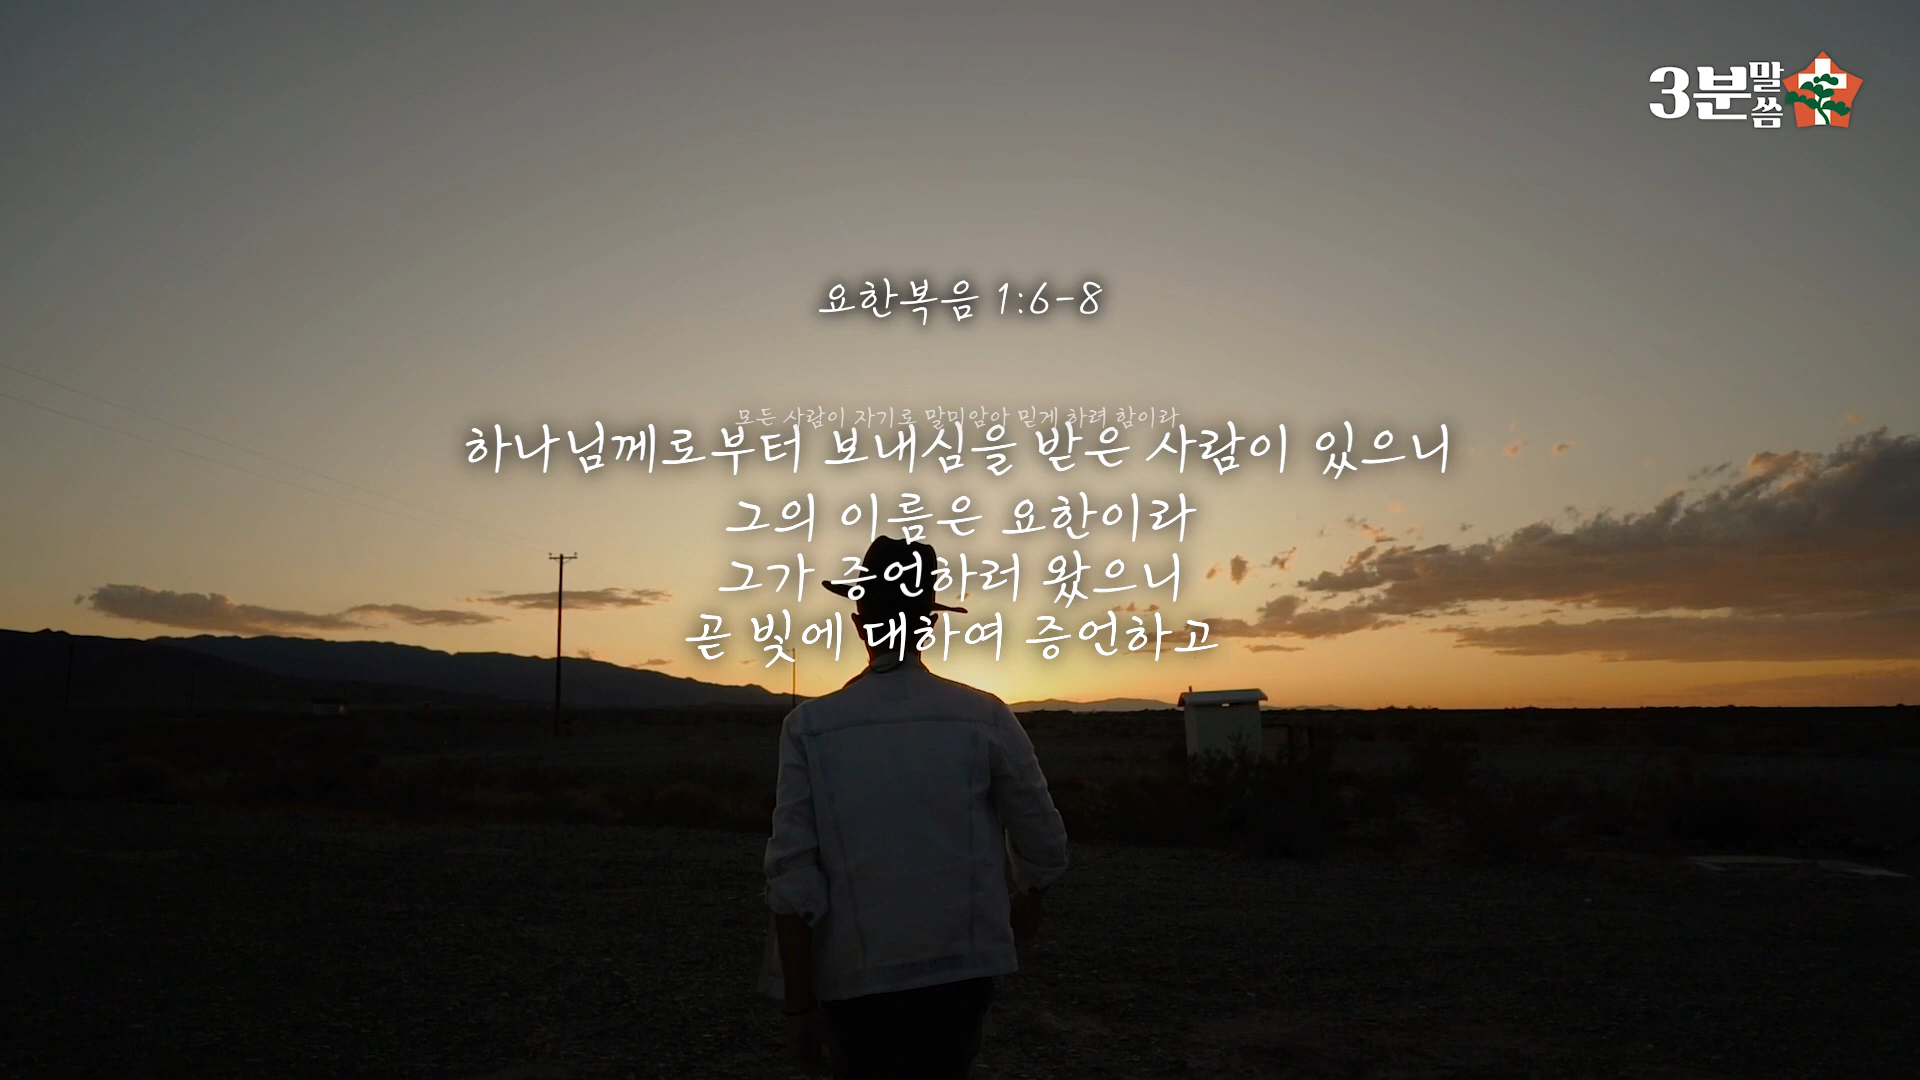 3분말씀
요한복음 1:6-8
모든 사람이 자기로 말미암아 믿게 하려 함이라
하나님께로부터 보내심을 받은 사람이 있으니
그의 이름은 요한이라
그가 증언하러 왔으니
곧 빛에 대하여 증언하고